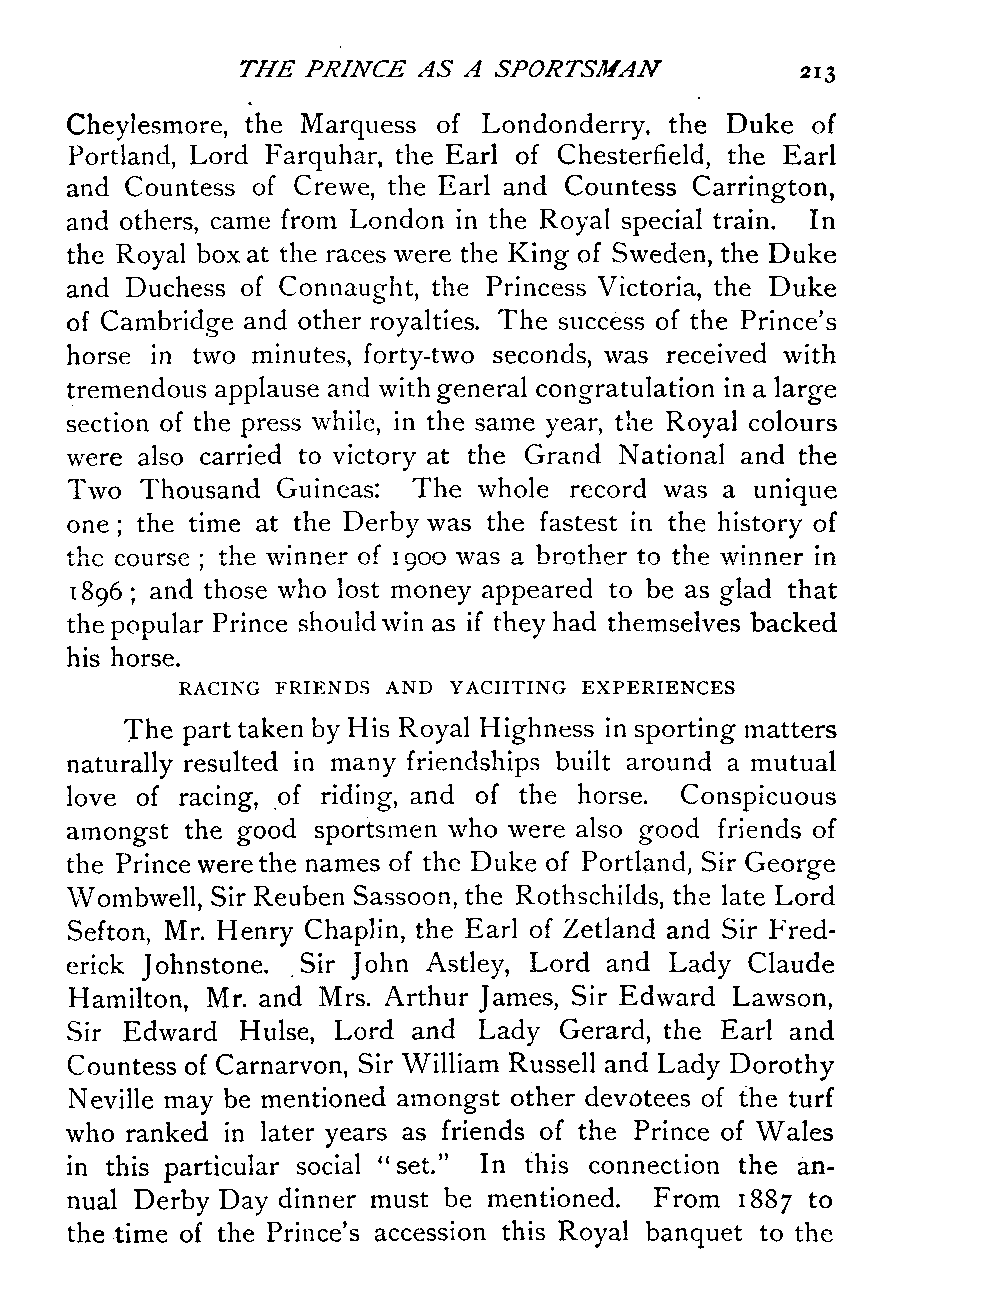 THE PRINCE AS A SPORTSMAN 213
Cheylesmore, the Marquess of Londonderry, the Duke of
Portland, Lord Farquhar, the Earl of Chesterfield, the Earl
and Countess of Crewe, the Earl and Countess Carrington,
and others, came from London in the Royal special train. In
the Royal box at the races were the King of Sweden, the Duke
and Duchess of Connaught, the Princess Victoria, the Duke
of Cambridge and other royalties. The success of the Prince's
horse in two minutes, forty-two seconds, was received with
tremendous applause and with general congratulation in a large
section of the press while, in the same year, the Royal colours
were also carried to victory at the Grand National and the
Two Thousand Guineas: The whole record was a unique
one; the time at the Derby was the fastest in the history of
the course; the winner of 1900 was a brother to the winner in
1896; and those who lost money appeared to be as glad that
the popular Prince should win as if they had themselves backed
his horse.
RACING FRIENDS AND YACHTING EXPERIENCES
The part taken by His Royal Highness in sporting matters
naturally resulted in many friendships built around a mutual
love of racing, of riding, and of the horse. Conspicuous
amongst the good sportsmen who were also good friends of
the Prince were the names of the Duke of Portland, Sir George
Wombwell, Sir Reuben Sassoon, the Rothschilds, the late Lord
Sefton, Mr. Henry Chaplin, the Earl of Zetland and Sir Fred-
erick Johnstone. Sir John Astley, Lord and Lady Claude
Hamilton, Mr. and Mrs. Arthur James, Sir Edward Lawson,
Sir Edward Hulse, Lord and Lady Gerard, the Earl and
Countess of Carnarvon, Sir William Russell and Lady Dorothy
Neville may be mentioned amongst other devotees of the turf
who ranked in later years as friends of the Prince of Wales
in this particular social "set." In this connection the an-
nual Derby Day dinner must be mentioned. From 1887 to
the time of the Prince's accession this Royal banquet to the